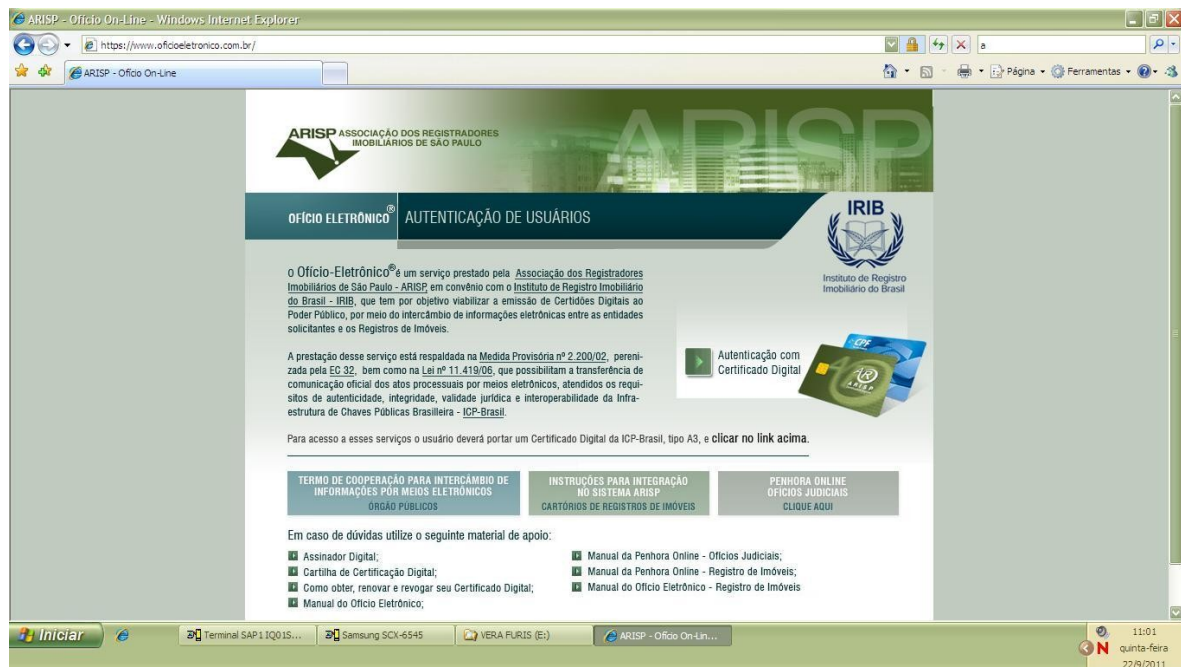 ARISP - Ofício On-Line - Windows Internet Explorer
https://www.oficioeletronico.com.br/
a
ARISP - Ofício On-Line
Página
Ferramentas
ARISP ASSOCIAÇÃO DOS REGISTRADORES
IMOBILIÁRIOS DE SÃO PAULO
ARISP
OFÍCIO ELETRÔNICO® AUTENTICAÇÃO DE USUÁRIOS
IRIB
Instituto de Registro
Imobiliário do Brasil
O Ofício-Eletrônico® é um serviço prestado pela Associação dos Registradores
Imobiliários de São Paulo - ARISP, em convênio com o Instituto de Registro Imobiliário
do Brasil - IRIB, que tem por objetivo viabilizar a emissão de Certidões Digitais ao
Poder Público, por meio do intercâmbio de informações eletrônicas entre as entidades
solicitantes e os Registros de Imóveis.
A prestação desse serviço está respaldada na Medida Provisória nº 2.200/02, pereni-
zada pela EC 32, bem como na Lei nº 11.419/06, que possibilitam a transferência de
comunicação oficial dos atos processuais por meios eletrônicos, atendidos os requi-
sitos de autenticidade, integridade, validade jurídica e interoperabilidade da Infra-
estrutura de Chaves Públicas Brasilleira - ICP-Brasil.
Autenticação com
Certificado Digital
CPF
ARISP
Para acesso a esses serviços o usuário deverá portar um Certificado Digital da ICP-Brasil, tipo A3, e clicar no link acima.
TERMO DE COOPERAÇÃO PARA INTERCÂMBIO DE
INFORMAÇÕES POR MEIOS ELETRÔNICOS
ÓRGÃO PÚBLICOS
INSTRUÇÕES PARA INTEGRAÇÃO
NO SISTEMA ARISP
CARTÓRIOS DE REGISTROS DE IMÓVEIS
PENHORA ONLINE
OFICIOS JUDICIAIS
CLIQUE AQUI
Em caso de dúvidas utilize o seguinte material de apoio:
Assinador Digital;
Cartilha de Certificação Digital;
Como obter, renovar e revogar seu Certificado Digital;
Manual do Ofício Eletrônico;
Manual da Penhora Online - Ofícios Judiciais;
Manual da Penhora Online - Registro de Imóveis;
Manual do Ofício Eletrônico - Registro de Imóveis
Iniciar
Terminal SAP1 IQ01S...
Samsung SCX-6545
VERA FURIS (E:)
ARISP - Ofício On-Lin...
N
11:01
quinta-feira
22/9/2011